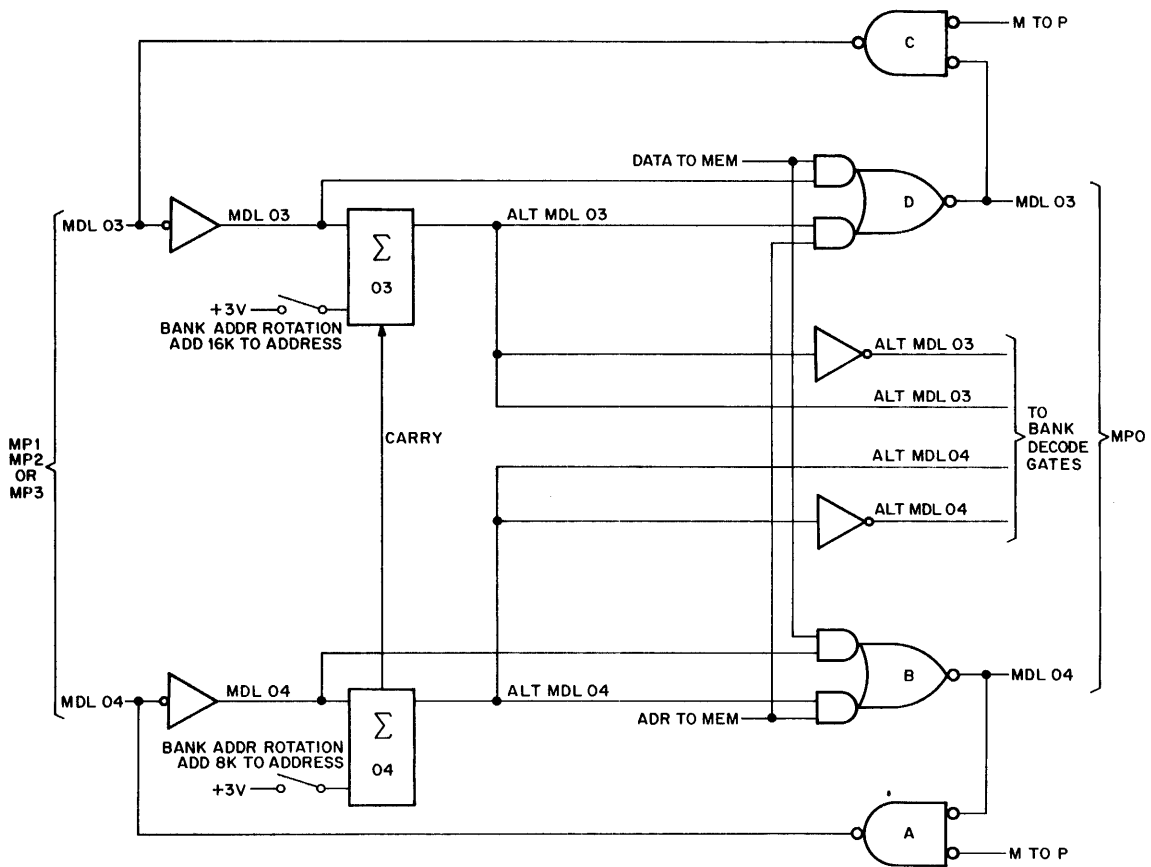 M TO P
C
DATA TO MEM
D
MDL 03
MDL 03
MDL 03
ALT MDL 03
Σ
03
+3V
BANK ADDR ROTATION
ADD 16K TO ADDRESS
ALT MDL 03
ALT MDL 03
CARRY
MP1
MP2
OR
MP3
TO
BANK
DECODE
GATES
MP0
ALT MDL 04
ALT MDL 04
MDL 04
MDL 04
ALT MDL 04
B
MDL 04
Σ
04
ADR TO MEM
BANK ADDR ROTATION
ADD 8K TO ADDRESS
+3V
A
M TO P